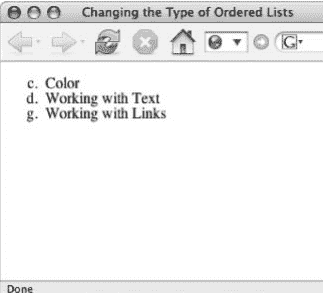 Changing the Type of Ordered Lists
G
c. Color
d. Working with Text
g. Working with Links
Done